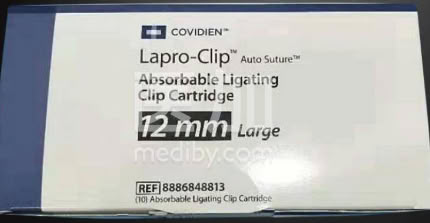 COVIDIEN™
Lapro-Clip™ Auto Suture™
Absorbable Ligating
Clip Cartridge
12 mm Large
mediby.com
REF 8886848813
(10) Absorbable Ligating Clip Cartridge